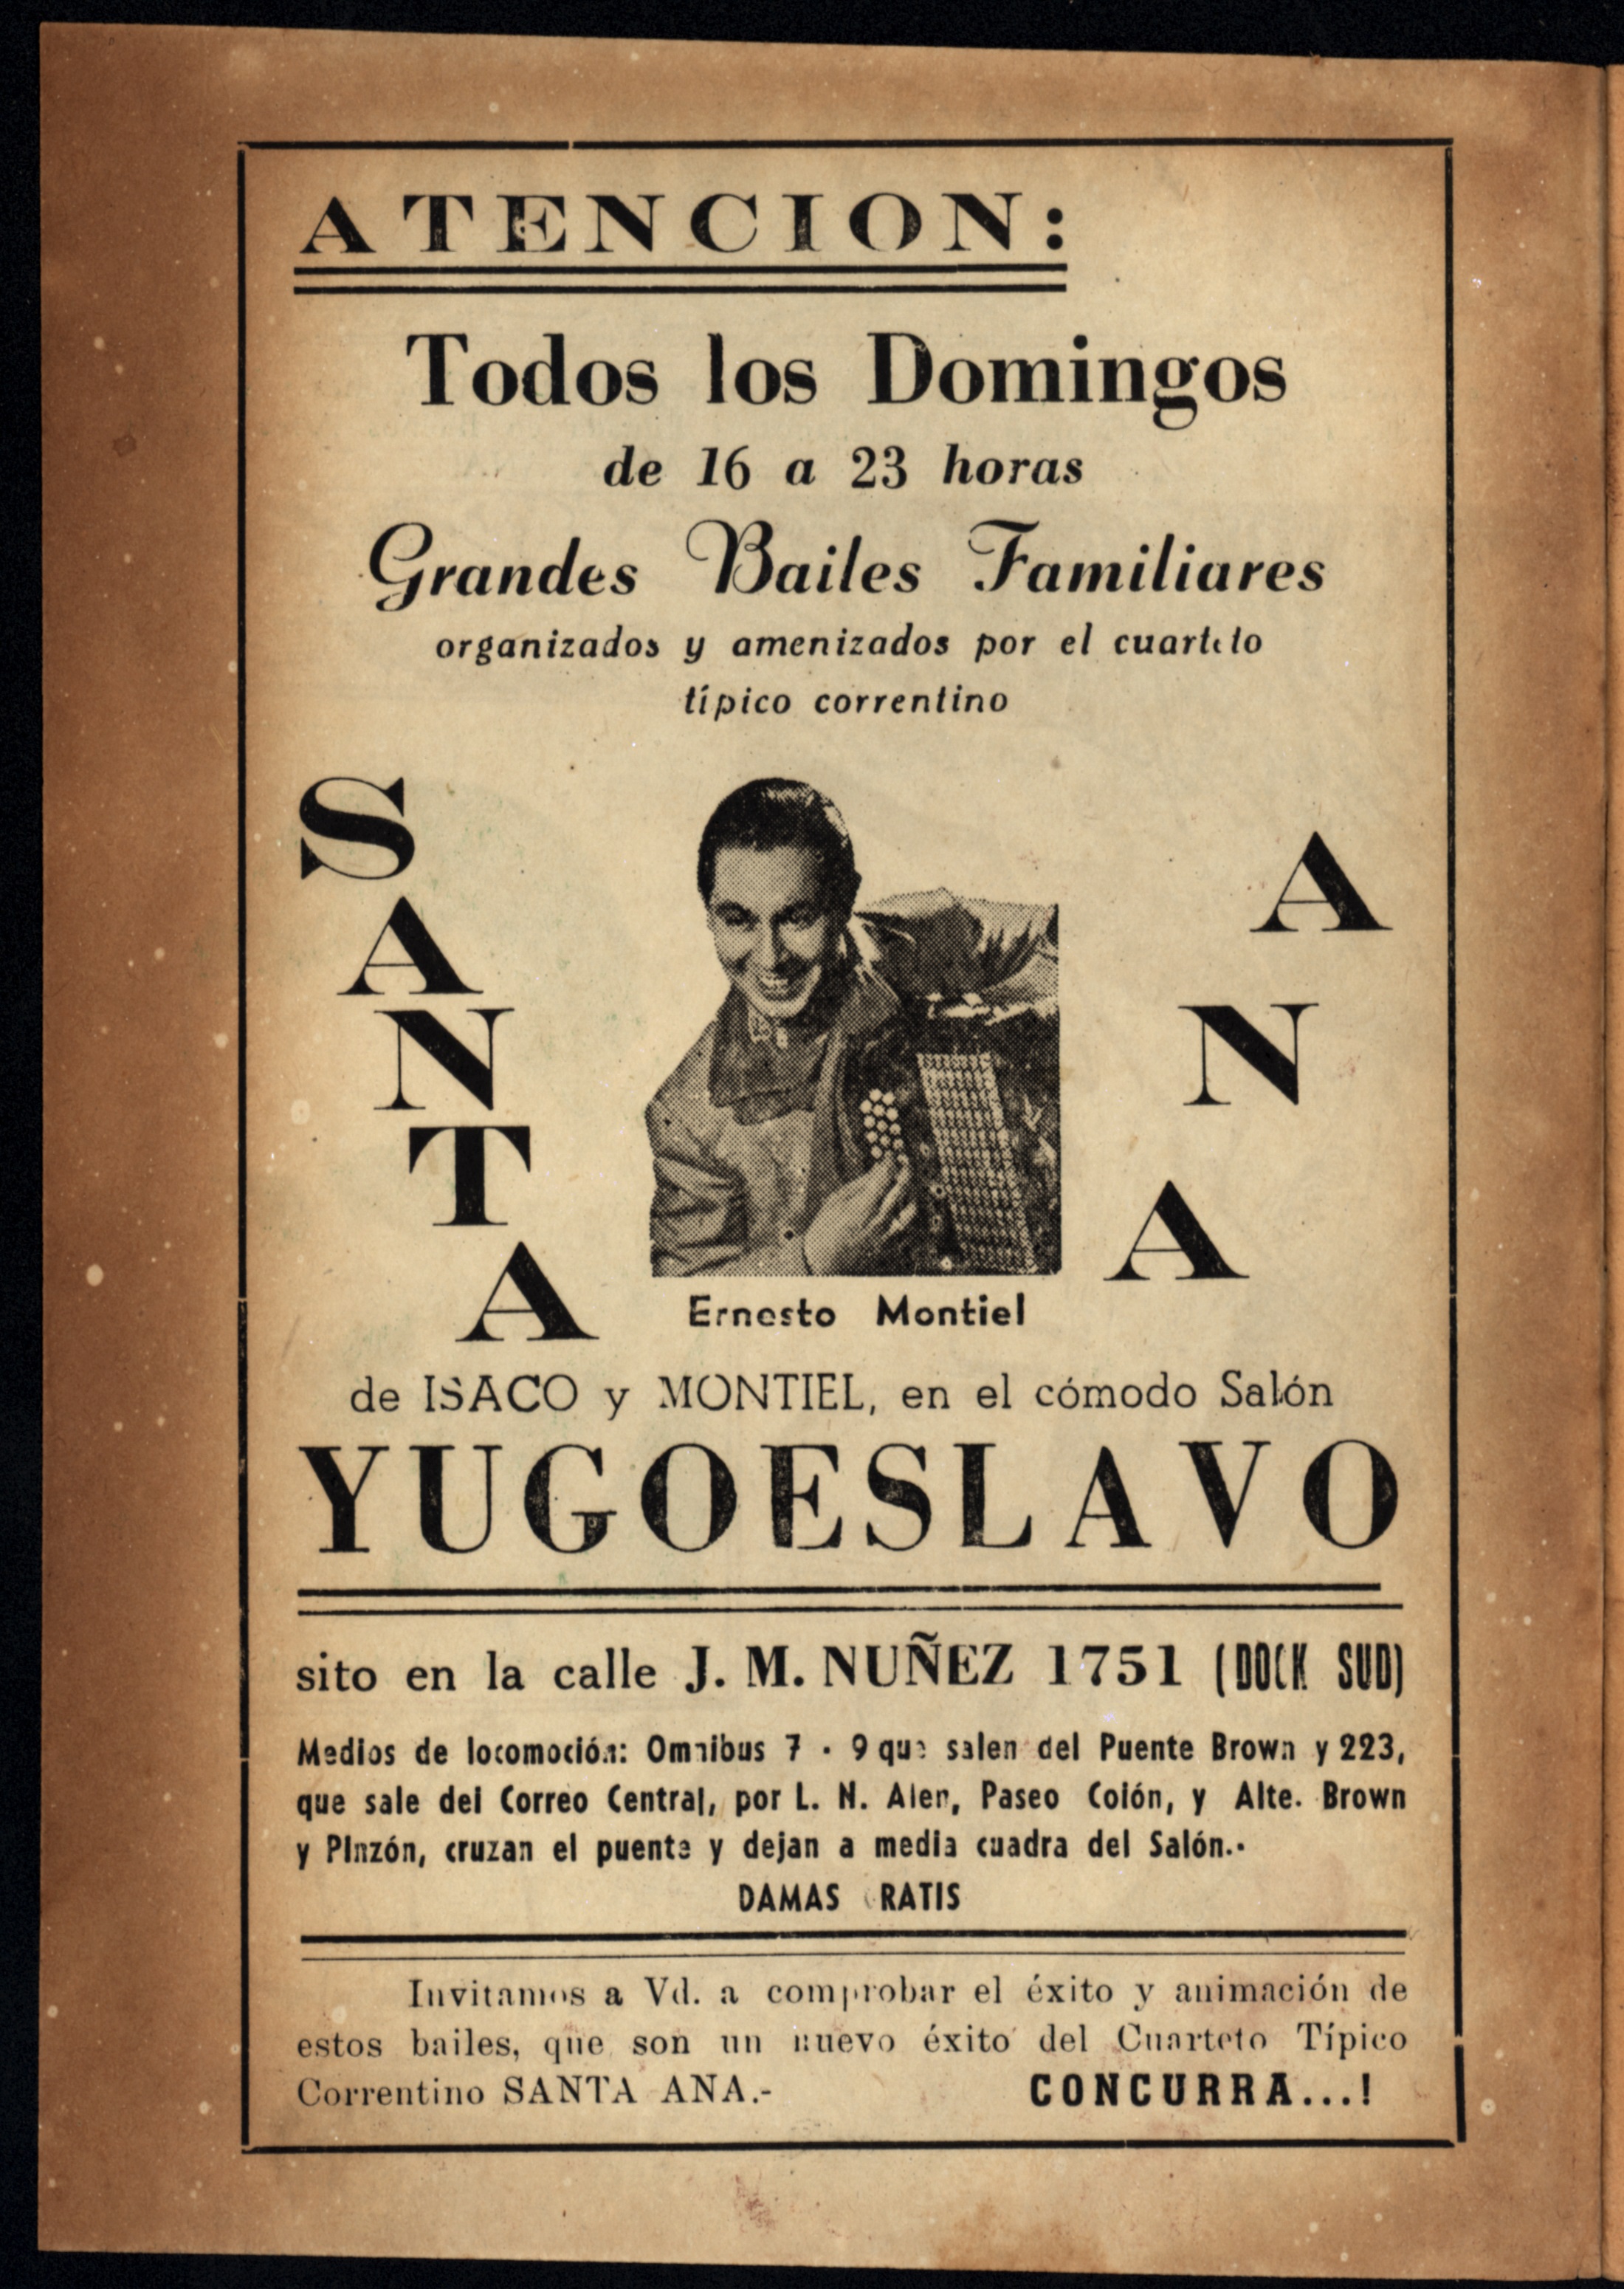 ATENCION:
Todos los Domingos
de 16 a 23 horas
Grandes Bailes Familiares
organizados y amenizados por el cuarteto
típico correntino
SANTA
ANA
Ernesto Montiel
de ISACO y MONTIEL, en el cómodo Salón
YUGOESLAVO
sito en la calle J. M. NUÑEZ 1751 (DOCK SUD)
Medios de locomoción: Omnibus 7 - 9 que salen del Puente Brown y 223,
que sale del Correo Central, por L. N. Alen, Paseo Colón, y Alte. Brown
y Pinzón, cruzan el puente y dejan a media cuadra del Salón.-
DAMAS GRATIS
Invitamos a Vd. a comprobar el éxito y animación de
estos bailes, que son un nuevo éxito del Cuarteto Típico
Correntino SANTA ANA.- CONCURRA...!